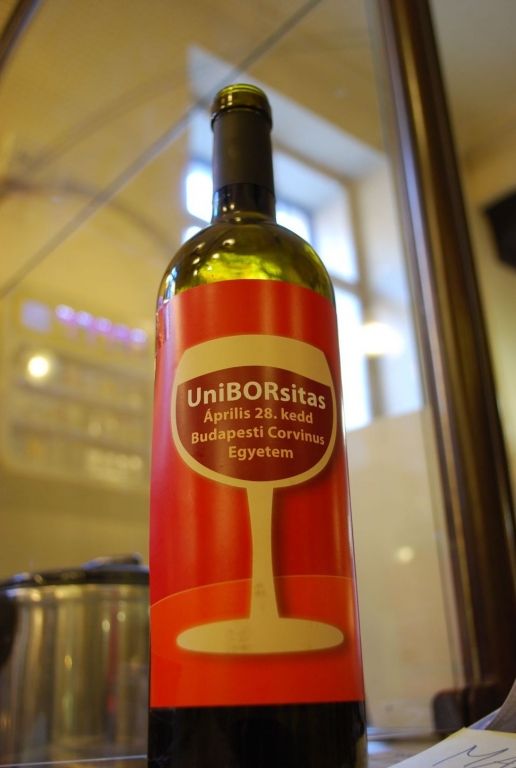 UniBORsitas
Április 28. kedd
Budapesti Corvinus
Egyetem